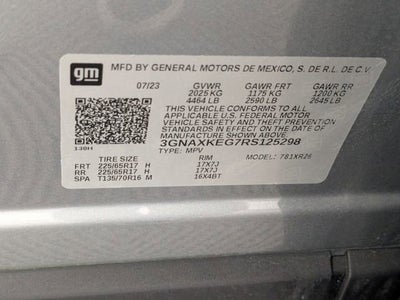 gm
MFD BY GENERAL MOTORS DE MEXICO, S. DE R.L. DE C.V.
07/23 GVWR GAWR FRT GAWR RR
2025 KG 1175 KG 1200 KG
4464 LB 2590 LB 2645 LB
THIS VEHICLE CONFORMS TO ALL
APPLICABLE U.S. FEDERAL MOTOR
VEHICLE SAFETY AND THEFT PREVENTION
STANDARDS IN EFFECT ON THE DATE OF
MANUFACTURE SHOWN ABOVE.
3GNAXKEG7RS125298
TYPE: MPV MODEL: 781XR26
138H
TIRE SIZE RIM
FRT 225/65R17 H 17X7J
RR 225/65R17 H 17X7J
SPA T135/70R16 M 16X4BT